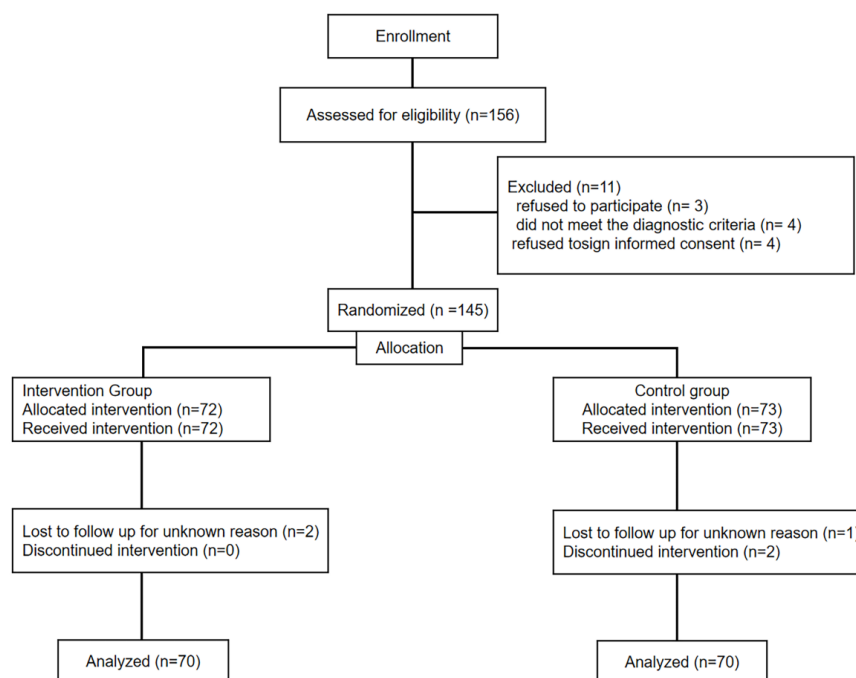 Enrollment
Assessed for eligibility (n=156)
Excluded (n=11)
refused to participate (n= 3)
did not meet the diagnostic criteria (n= 4)
refused tosign informed consent (n= 4)
Randomized (n =145)
Allocation
Intervention Group
Allocated intervention (n=72)
Received intervention (n=72)
Control group
Allocated intervention (n=73)
Received intervention (n=73)
Lost to follow up for unknown reason (n=2)
Discontinued intervention (n=0)
Lost to follow up for unknown reason (n=1)
Discontinued intervention (n=2)
Analyzed (n=70)
Analyzed (n=70)